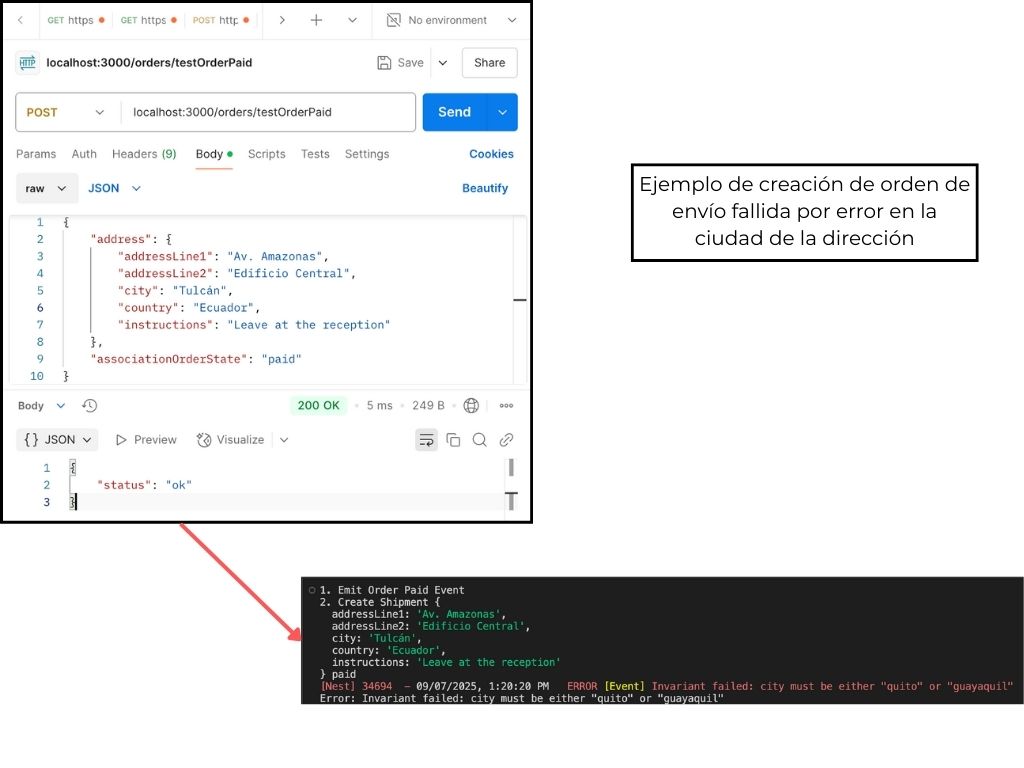 GET https GET https POST http No environment
HTTP localhost:3000/orders/testOrderPaid Save Share
POST localhost:3000/orders/testOrderPaid Send
Params Auth Headers (9) Body Scripts Tests Settings Cookies
raw JSON Beautify
1 {
2 "address": {
3 "addressLine1": "Av. Amazonas",
4 "addressLine2": "Edificio Central",
5 "city": "Tulcán",
6 "country": "Ecuador",
7 "instructions": "Leave at the reception"
8 },
9 "associationOrderState": "paid"
10 }
Body 200 OK • 5 ms • 249 B •
{} JSON Preview Visualize
1 {
2 "status": "ok"
3 }
Ejemplo de creación de orden de
envío fallida por error en la
ciudad de la dirección
1. Emit Order Paid Event
2. Create Shipment {
addressLine1: 'Av. Amazonas',
addressLine2: 'Edificio Central',
city: 'Tulcán',
country: 'Ecuador',
instructions: 'Leave at the reception'
} paid
[Nest] 34694 - 09/07/2025, 1:20:20 PM ERROR [Event] Invariant failed: city must be either "quito" or "guayaquil"
Error: Invariant failed: city must be either "quito" or "guayaquil"